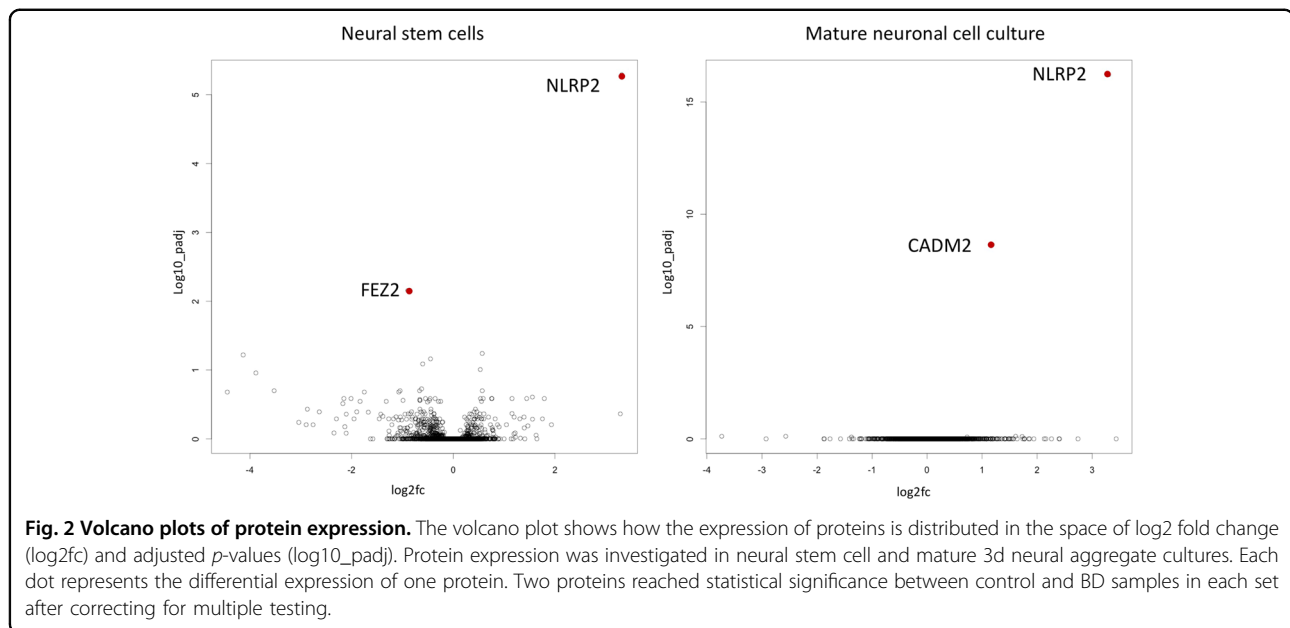 Neural stem cells
Mature neuronal cell culture
NLRP2
FEZ2
Log10_padj
5
4
3
2
1
0
-4
-2
0
2
log2fc
NLRP2
CADM2
Log10_padj
15
10
5
0
-4
-3
-2
-1
0
1
2
3
log2fc
Fig. 2 Volcano plots of protein expression. The volcano plot shows how the expression of proteins is distributed in the space of log2 fold change
(log2fc) and adjusted p-values (log10_padj). Protein expression was investigated in neural stem cell and mature 3d neural aggregate cultures. Each
dot represents the differential expression of one protein. Two proteins reached statistical significance between control and BD samples in each set
after correcting for multiple testing.